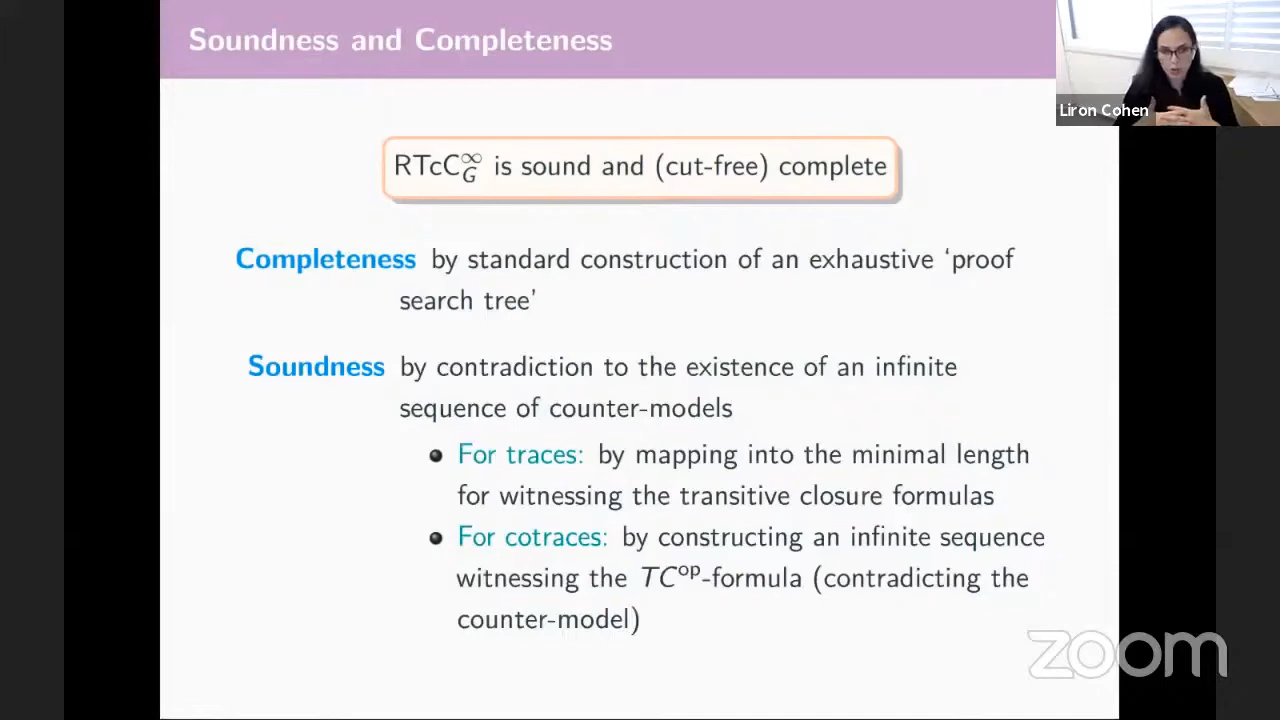 Soundness and Completeness
Liron Cohen
RTcC∞G is sound and (cut-free) complete
Completeness by standard construction of an exhaustive ‘proof
search tree’
Soundness by contradiction to the existence of an infinite
sequence of counter-models
• For traces: by mapping into the minimal length
for witnessing the transitive closure formulas
• For cotraces: by constructing an infinite sequence
witnessing the TCop-formula (contradicting the
counter-model)
zoom